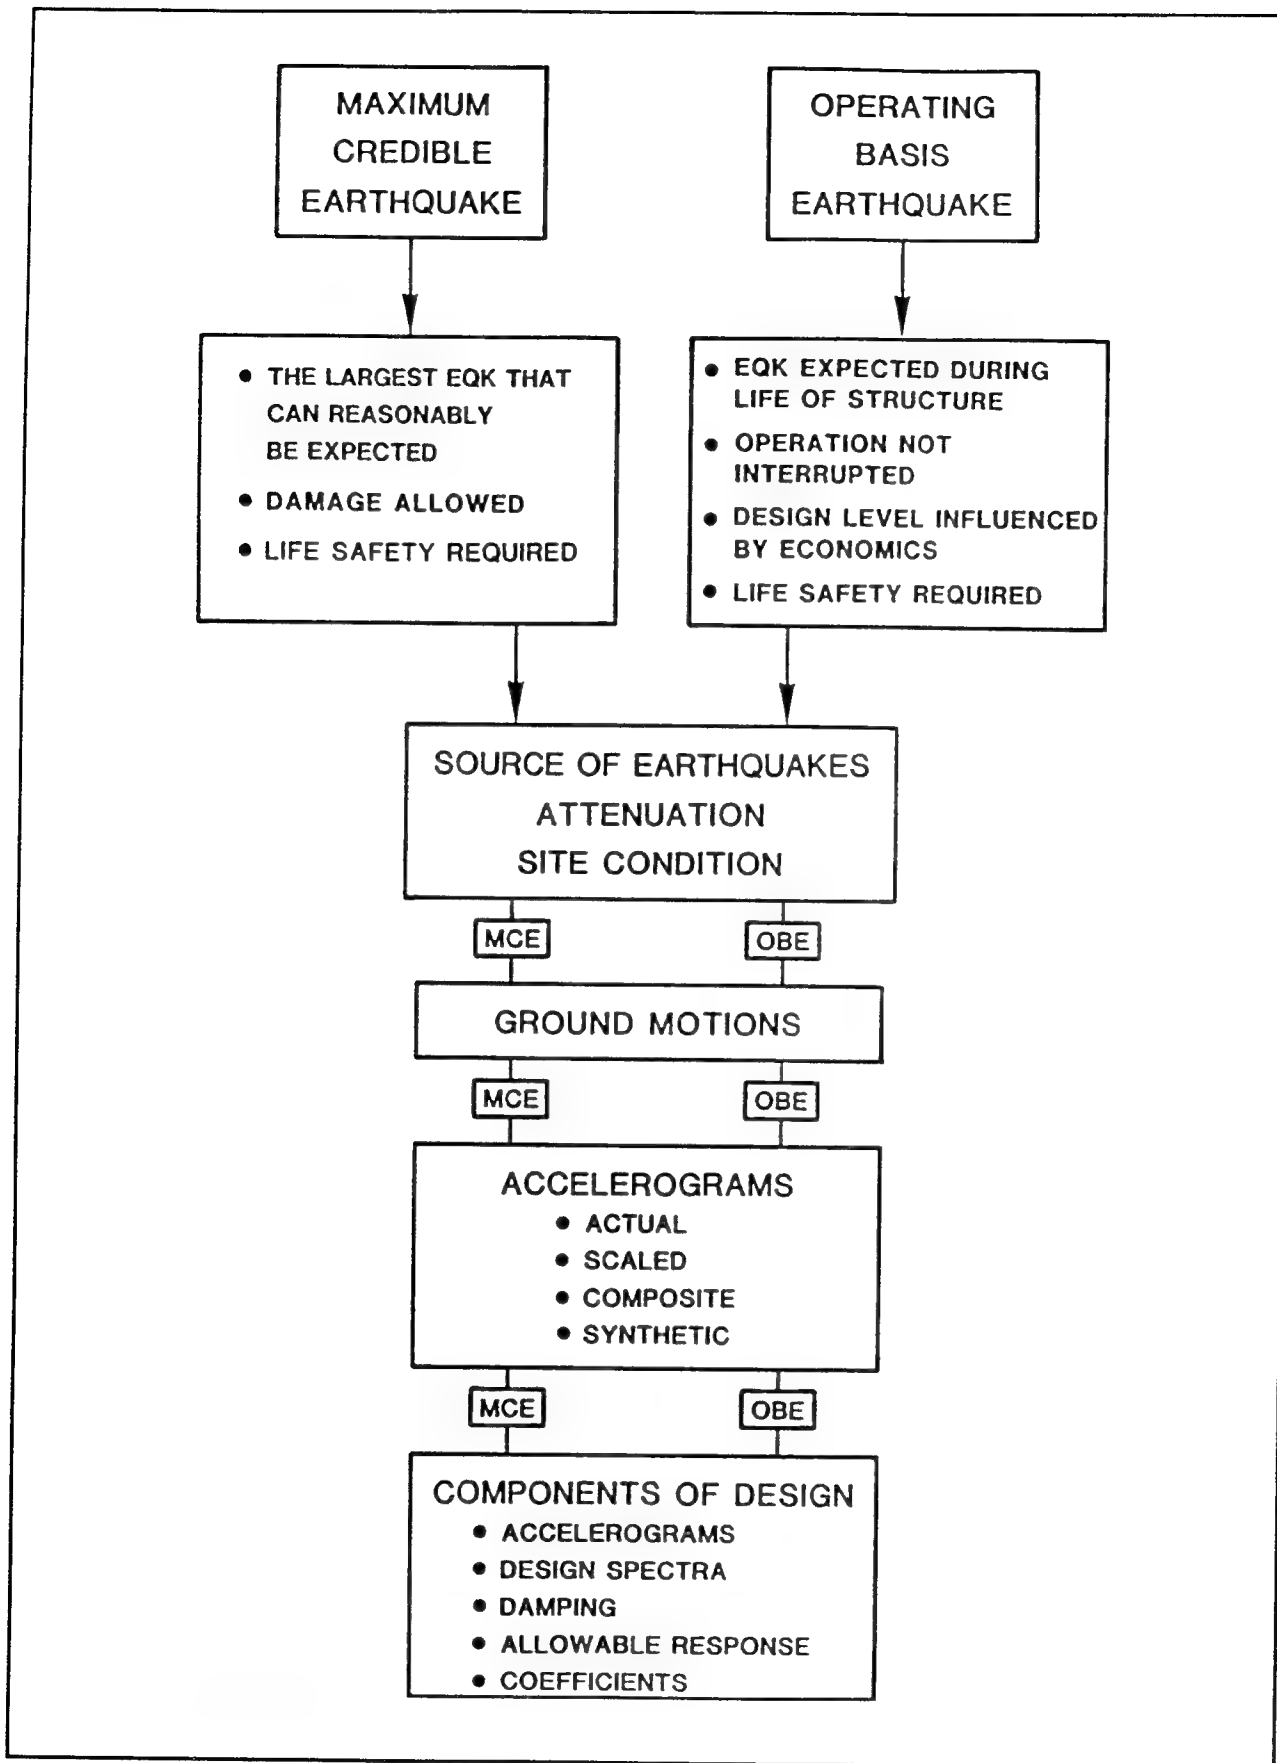 MAXIMUM
CREDIBLE
EARTHQUAKE
OPERATING
BASIS
EARTHQUAKE
● THE LARGEST EQK THAT
CAN REASONABLY
BE EXPECTED
● DAMAGE ALLOWED
● LIFE SAFETY REQUIRED
● EQK EXPECTED DURING
LIFE OF STRUCTURE
● OPERATION NOT
INTERRUPTED
● DESIGN LEVEL INFLUENCED
BY ECONOMICS
● LIFE SAFETY REQUIRED
SOURCE OF EARTHQUAKES
ATTENUATION
SITE CONDITION
MCE
OBE
GROUND MOTIONS
MCE
OBE
ACCELEROGRAMS
● ACTUAL
● SCALED
● COMPOSITE
● SYNTHETIC
MCE
OBE
COMPONENTS OF DESIGN
● ACCELEROGRAMS
● DESIGN SPECTRA
● DAMPING
● ALLOWABLE RESPONSE
● COEFFICIENTS